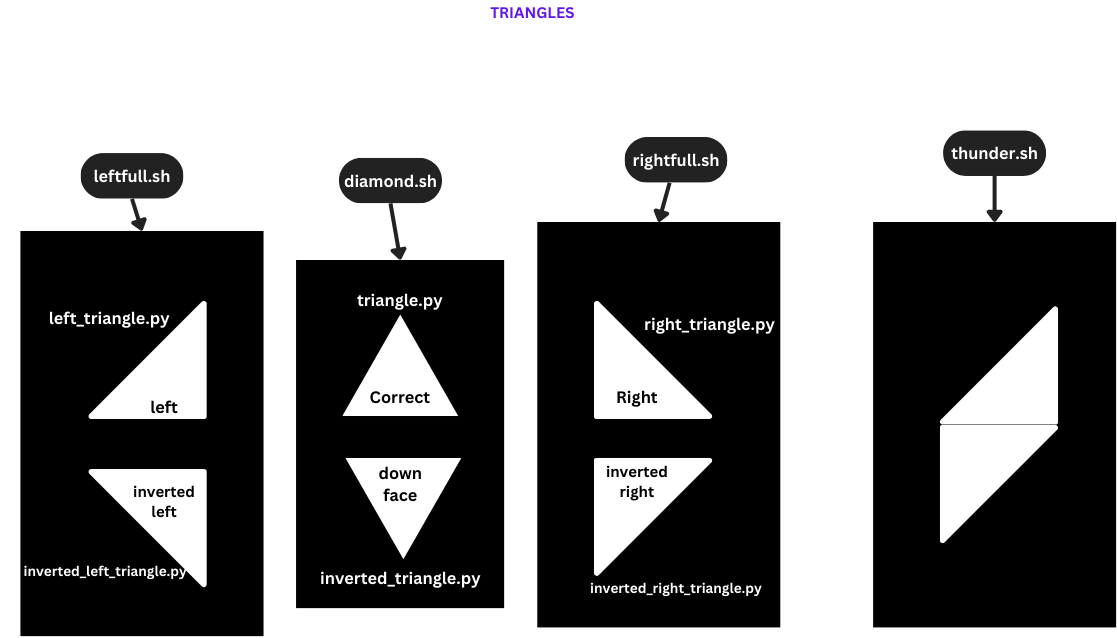 TRIANGLES
leftfull.sh
left_triangle.py
left
inverted
left
inverted_left_triangle.py
diamond.sh
triangle.py
Correct
down
face
inverted_triangle.py
rightfull.sh
right_triangle.py
Right
inverted
right
inverted_right_triangle.py
thunder.sh